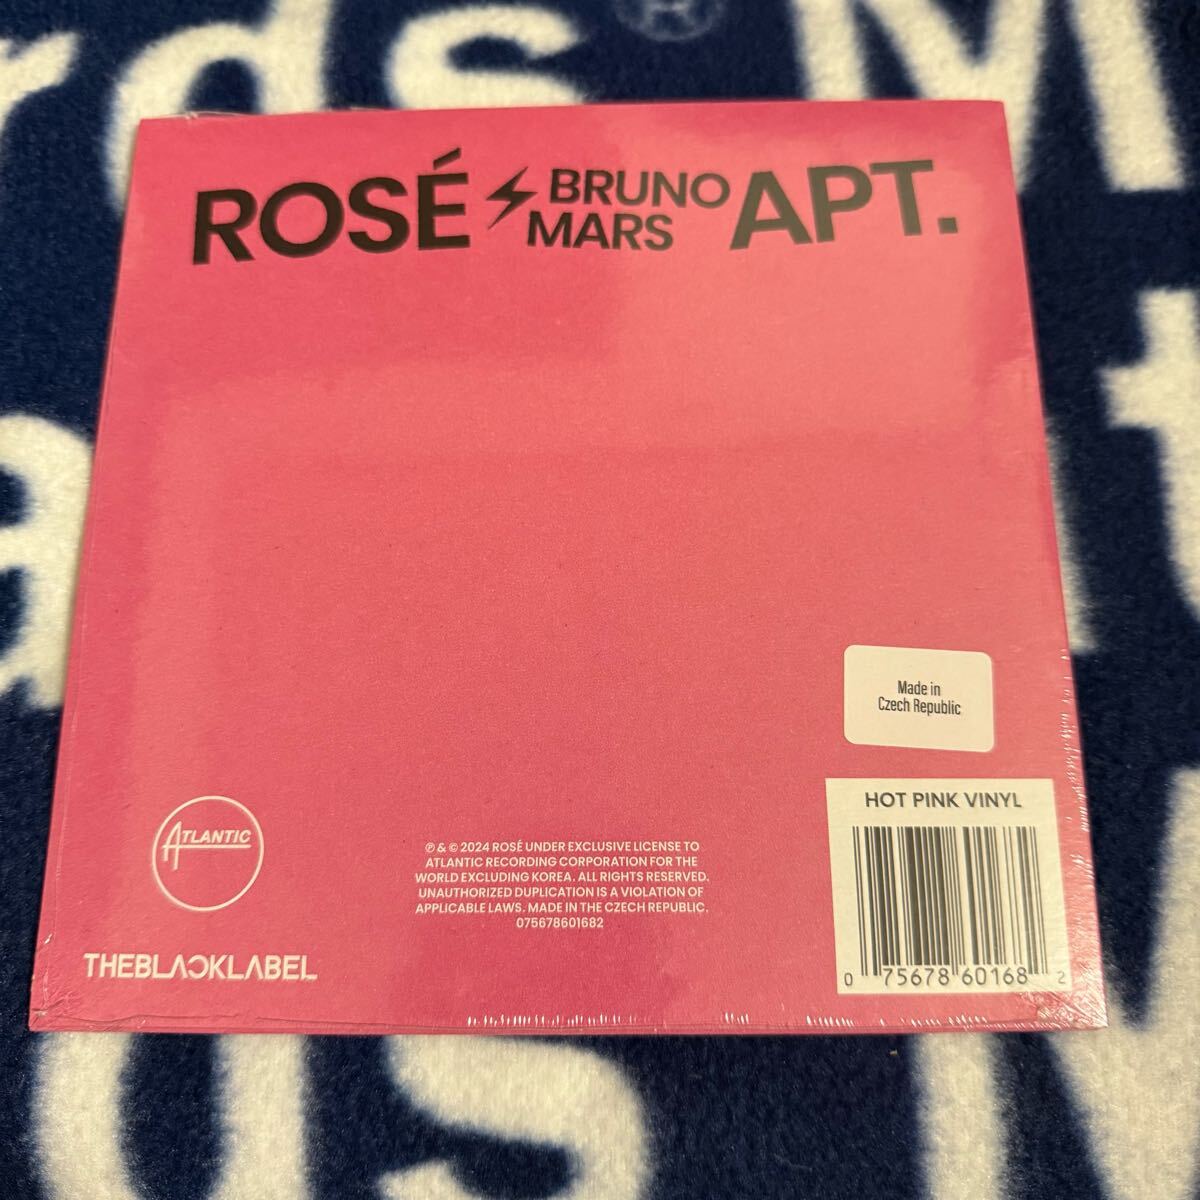 rds® M
ROSÉ BRUNO MARS APT.
a
t
Made in
Czech Republic
HOT PINK VINYL
ATLANTIC
℗ & © 2024 ROSÉ UNDER EXCLUSIVE LICENSE TO
ATLANTIC RECORDING CORPORATION FOR THE
WORLD EXCLUDING KOREA. ALL RIGHTS RESERVED.
UNAUTHORIZED DUPLICATION IS A VIOLATION OF
APPLICABLE LAWS. MADE IN THE CZECH REPUBLIC.
075678601682
THEBLACKLABEL
0 75678 60168 2
ds